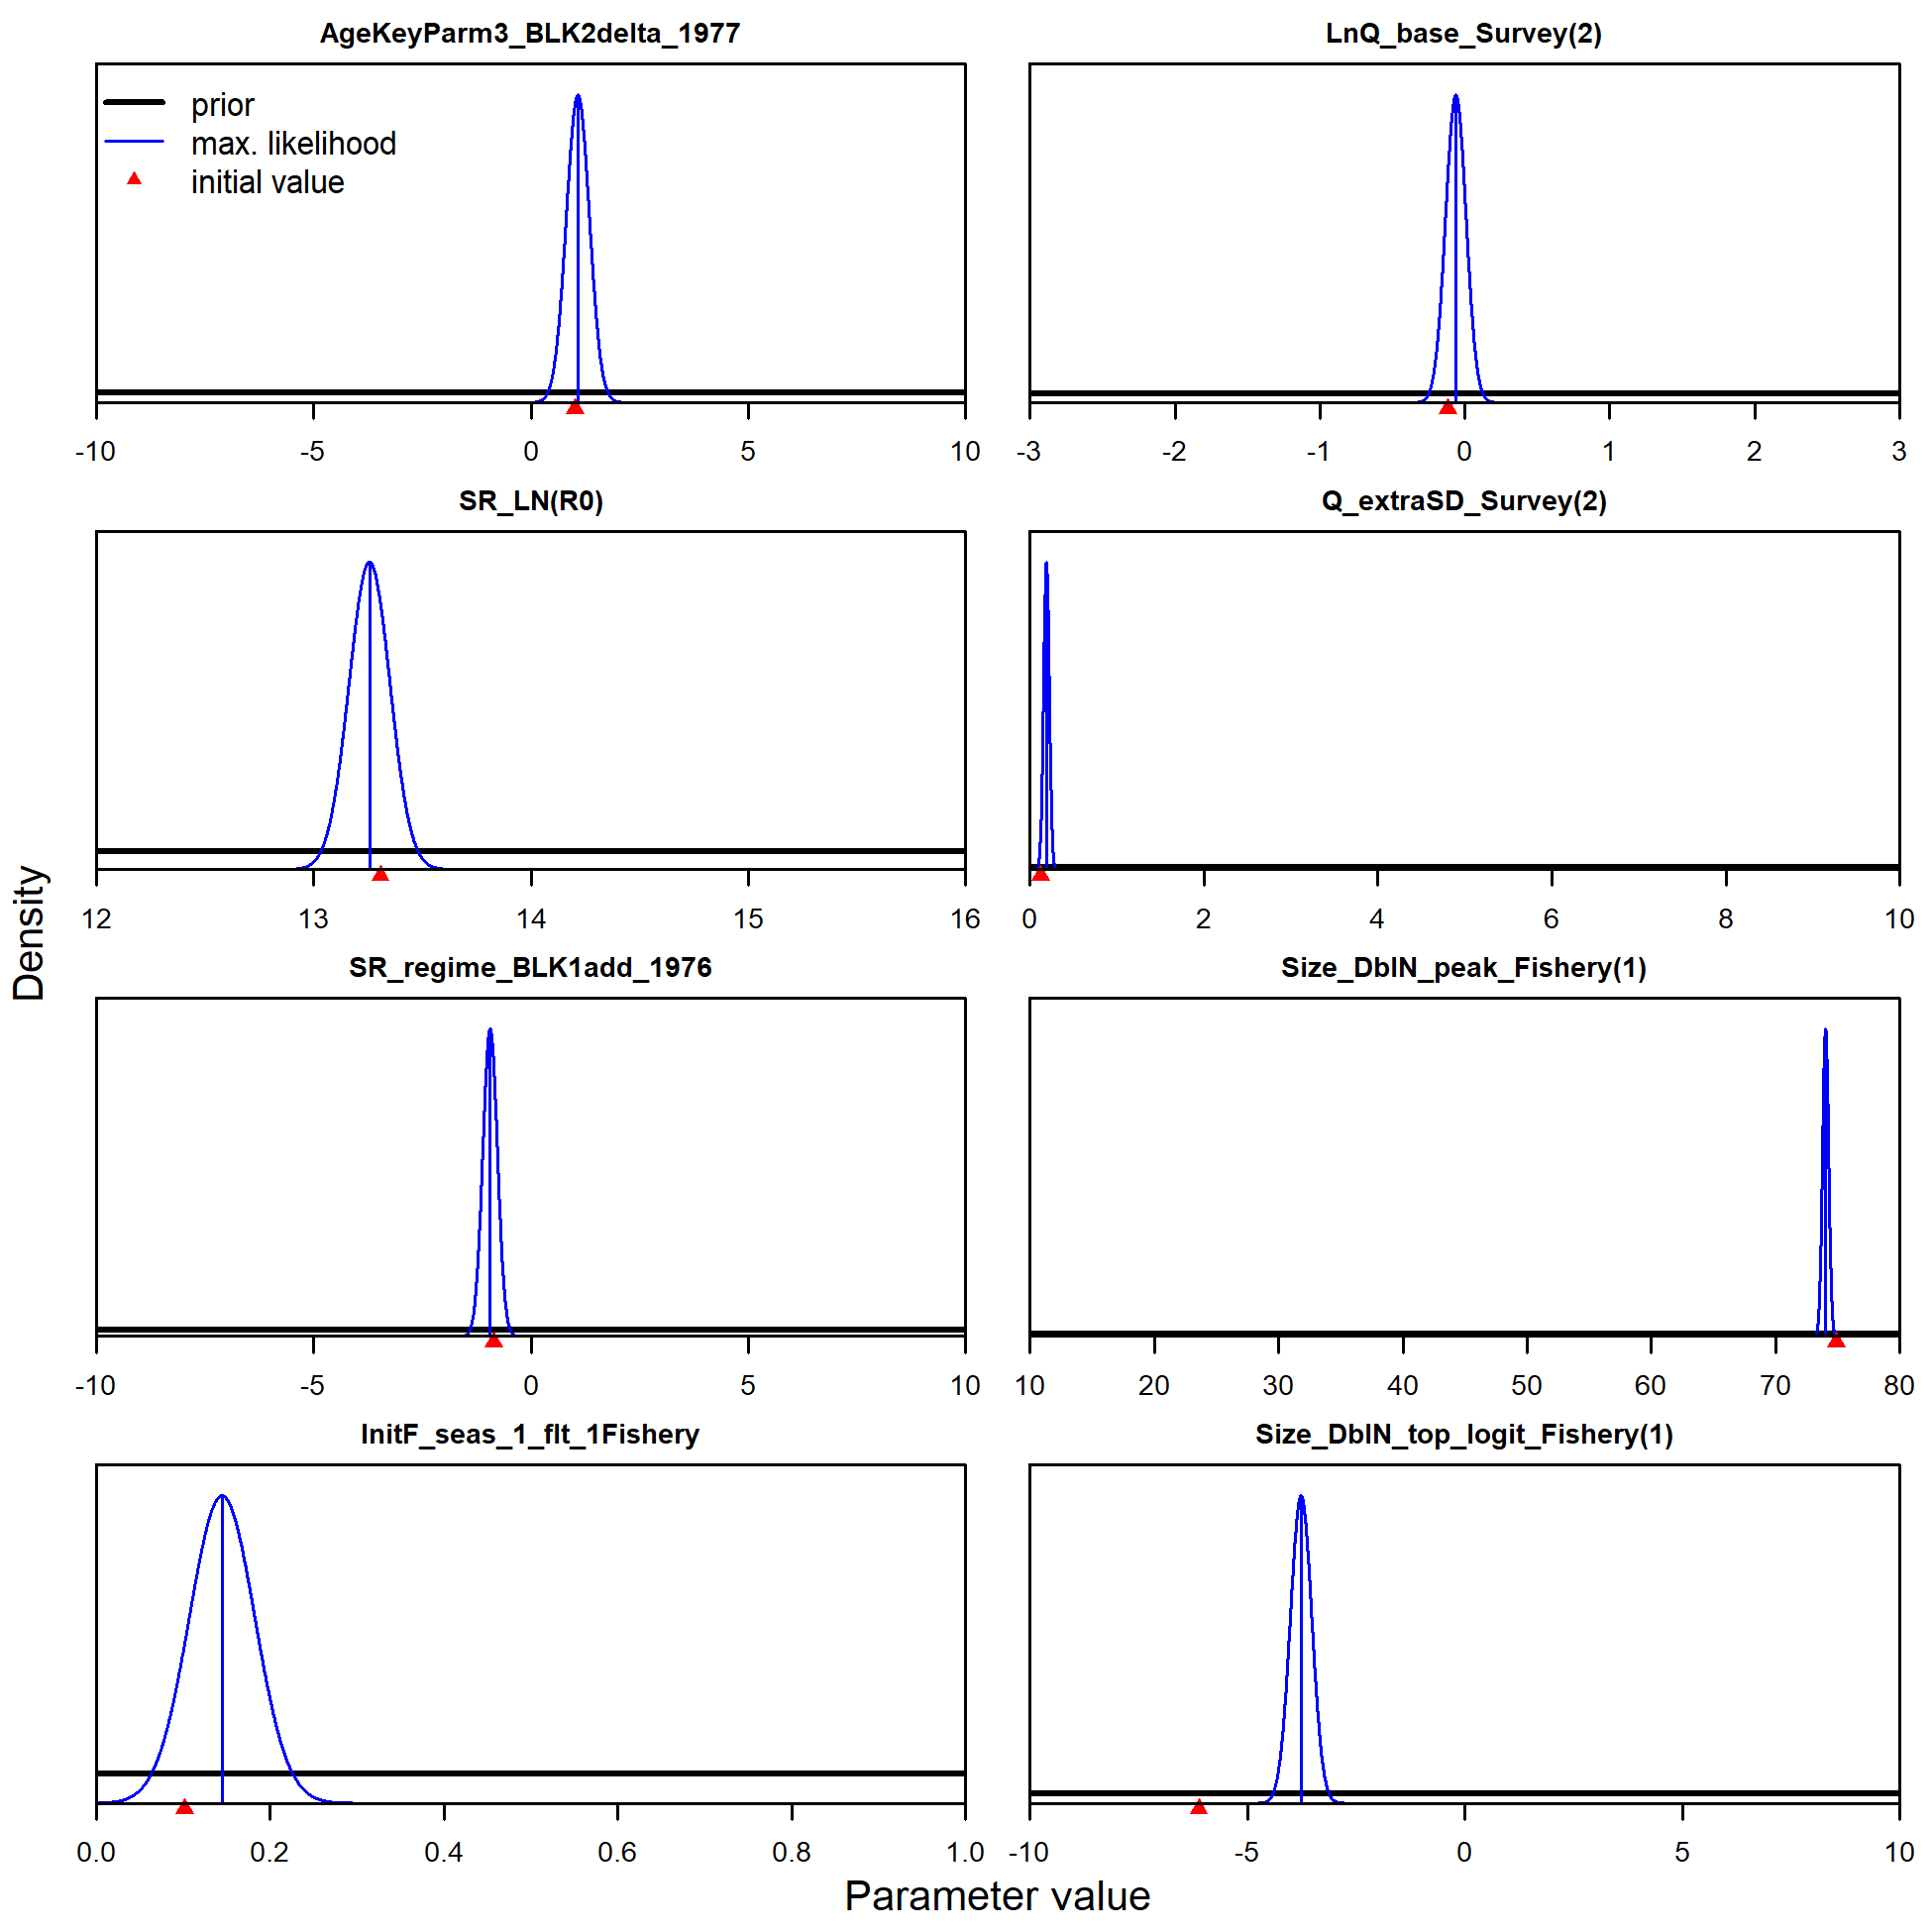 AgeKeyParm3_BLK2delta_1977
prior
max. likelihood
initial value
-10 -5 0 5 10
LnQ_base_Survey(2)
-3 -2 -1 0 1 2 3
SR_LN(R0)
12 13 14 15 16
Q_extraSD_Survey(2)
0 2 4 6 8 10
Density
SR_regime_BLK1add_1976
-10 -5 0 5 10
Size_DblN_peak_Fishery(1)
10 20 30 40 50 60 70 80
InitF_seas_1_flt_1Fishery
0.0 0.2 0.4 0.6 0.8 1.0
Size_DblN_top_logit_Fishery(1)
-10 -5 0 5 10
Parameter value